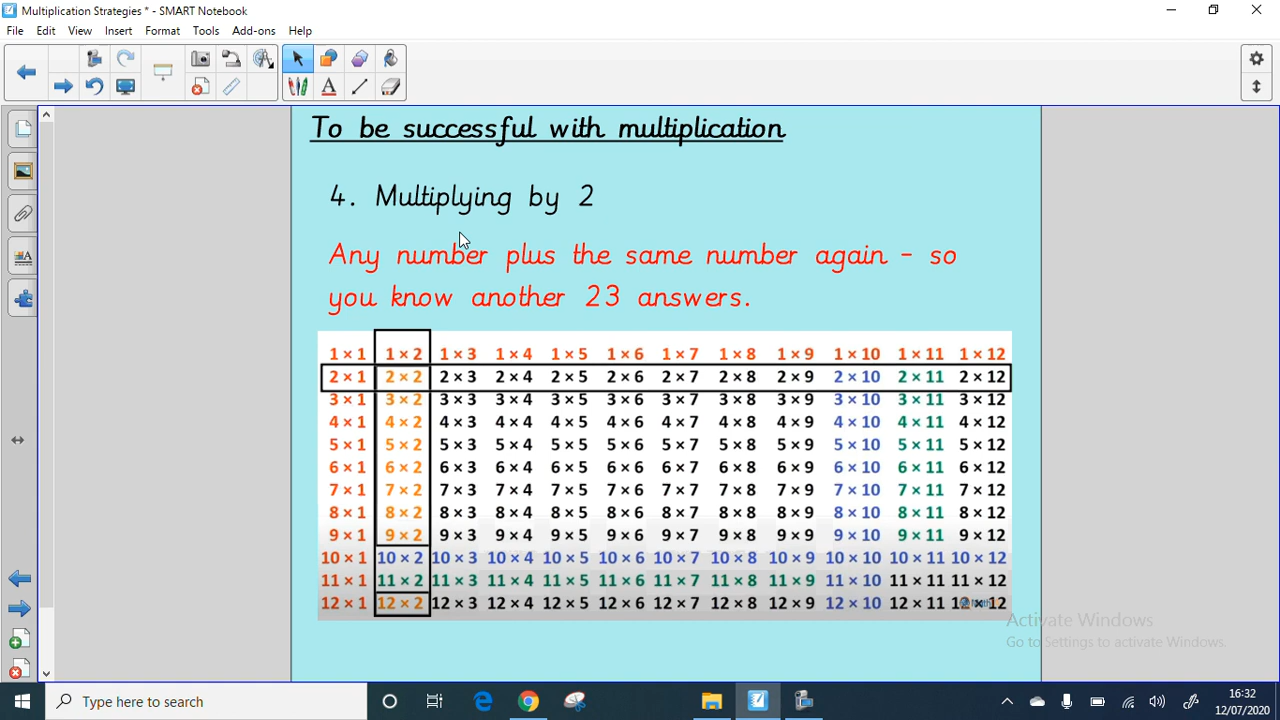 Multiplication Strategies * - SMART Notebook
File Edit View Insert Format Tools Add-ons Help
To be successful with multiplication
4. Multiplying by 2
Any number plus the same number again - so
you know another 23 answers.
1 × 1 1 × 2 1 × 3 1 × 4 1 × 5 1 × 6 1 × 7 1 × 8 1 × 9 1 × 10 1 × 11 1 × 12
2 × 1 2 × 2 2 × 3 2 × 4 2 × 5 2 × 6 2 × 7 2 × 8 2 × 9 2 × 10 2 × 11 2 × 12
3 × 1 3 × 2 3 × 3 3 × 4 3 × 5 3 × 6 3 × 7 3 × 8 3 × 9 3 × 10 3 × 11 3 × 12
4 × 1 4 × 2 4 × 3 4 × 4 4 × 5 4 × 6 4 × 7 4 × 8 4 × 9 4 × 10 4 × 11 4 × 12
5 × 1 5 × 2 5 × 3 5 × 4 5 × 5 5 × 6 5 × 7 5 × 8 5 × 9 5 × 10 5 × 11 5 × 12
6 × 1 6 × 2 6 × 3 6 × 4 6 × 5 6 × 6 6 × 7 6 × 8 6 × 9 6 × 10 6 × 11 6 × 12
7 × 1 7 × 2 7 × 3 7 × 4 7 × 5 7 × 6 7 × 7 7 × 8 7 × 9 7 × 10 7 × 11 7 × 12
8 × 1 8 × 2 8 × 3 8 × 4 8 × 5 8 × 6 8 × 7 8 × 8 8 × 9 8 × 10 8 × 11 8 × 12
9 × 1 9 × 2 9 × 3 9 × 4 9 × 5 9 × 6 9 × 7 9 × 8 9 × 9 9 × 10 9 × 11 9 × 12
10 × 1 10 × 2 10 × 3 10 × 4 10 × 5 10 × 6 10 × 7 10 × 8 10 × 9 10 × 10 10 × 11 10 × 12
11 × 1 11 × 2 11 × 3 11 × 4 11 × 5 11 × 6 11 × 7 11 × 8 11 × 9 11 × 10 11 × 11 11 × 12
12 × 1 12 × 2 12 × 3 12 × 4 12 × 5 12 × 6 12 × 7 12 × 8 12 × 9 12 × 10 12 × 11 12 × 12
Activate Windows
Go to Settings to activate Windows.
Type here to search
16:32
12/07/2020